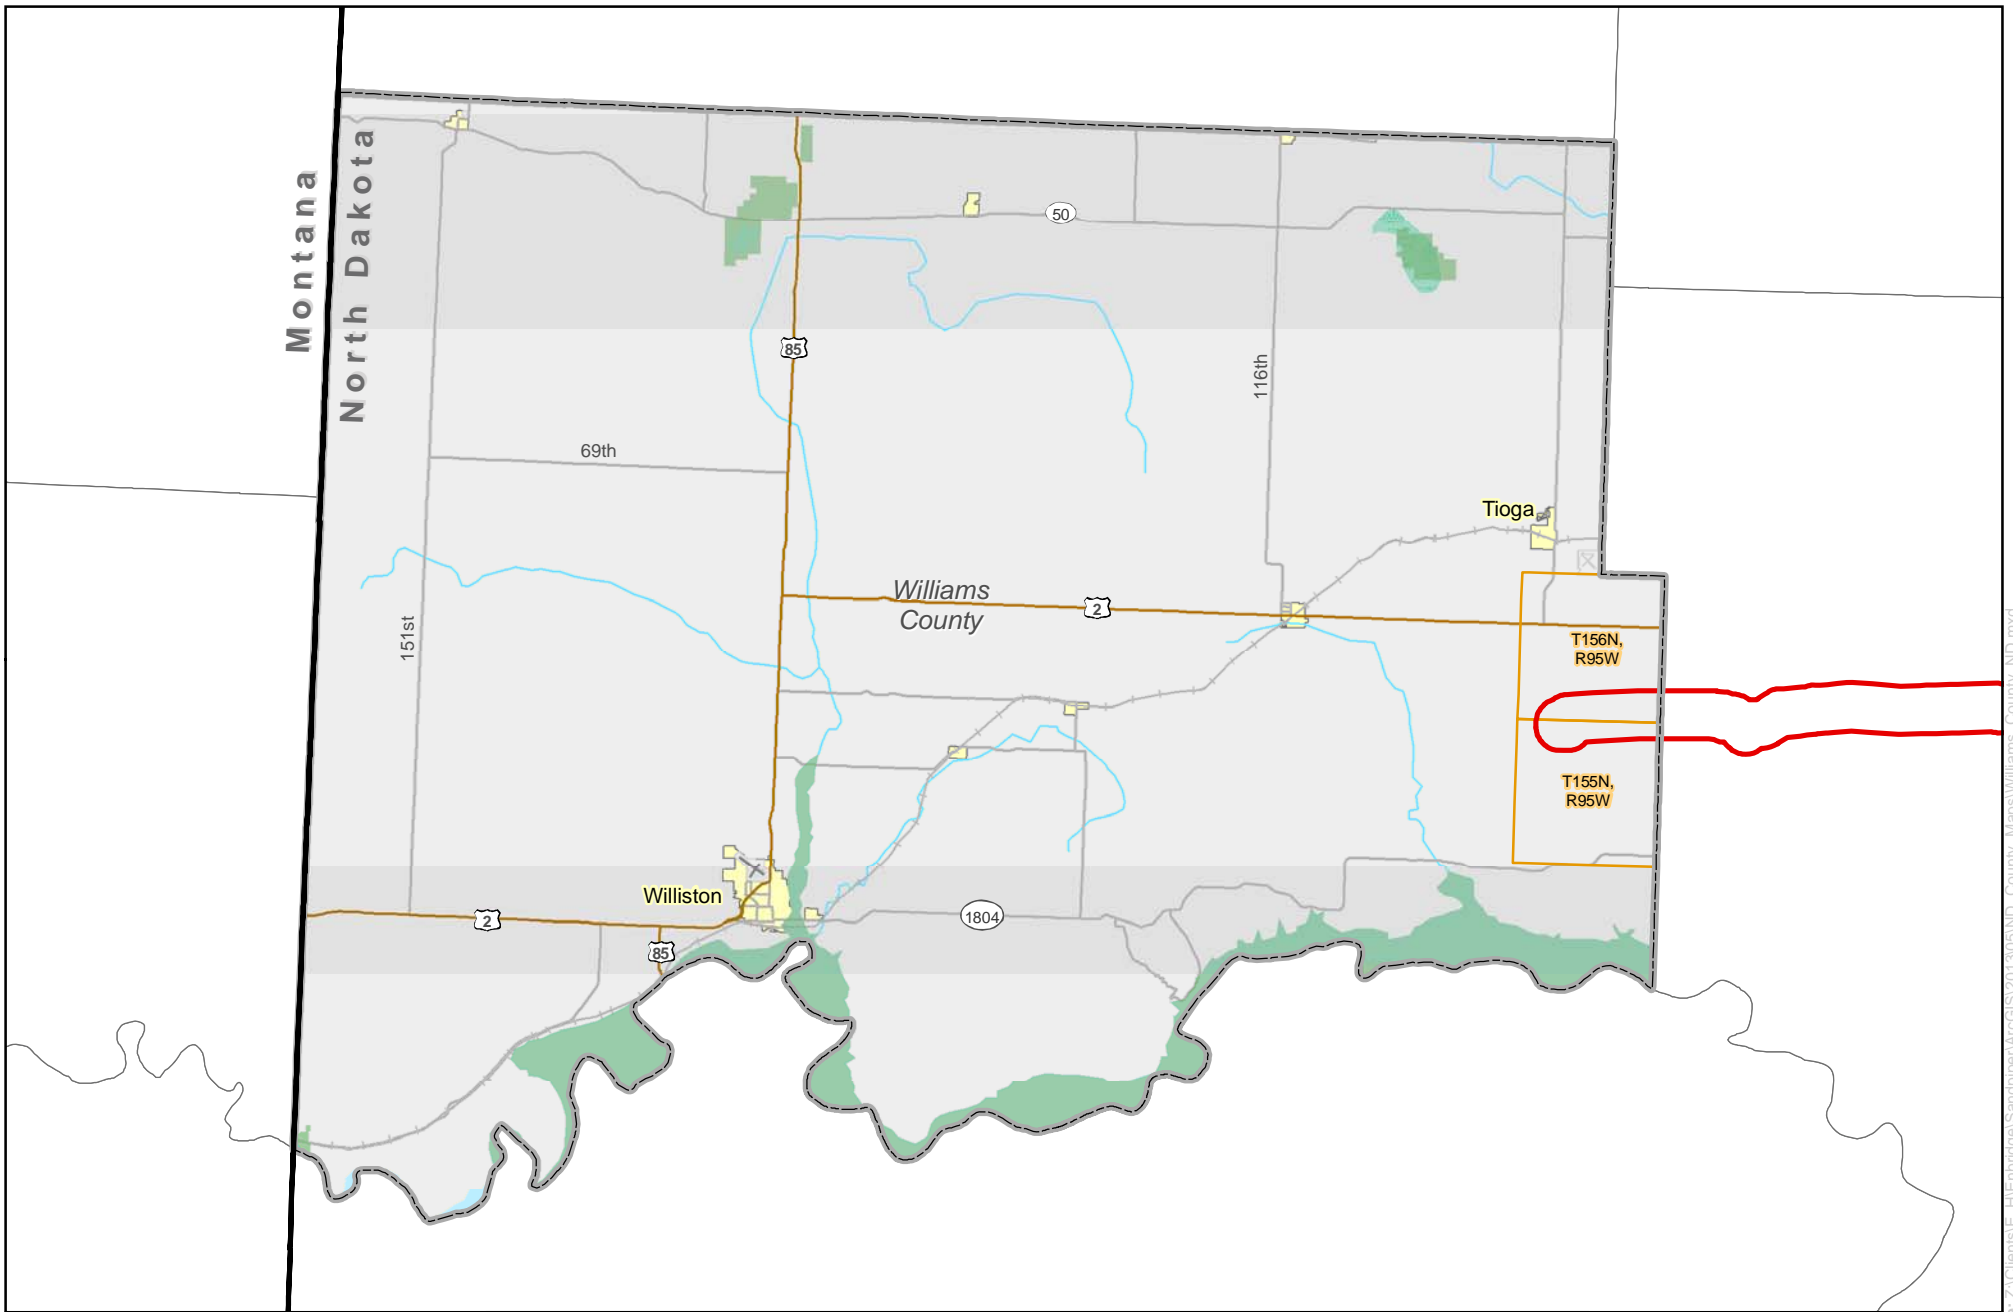 Montana
North Dakota
50
85
116th
69th
Tioga
Williams
County
2
151st
T156N,
R95W
T155N,
R95W
Williston
2
1804
85